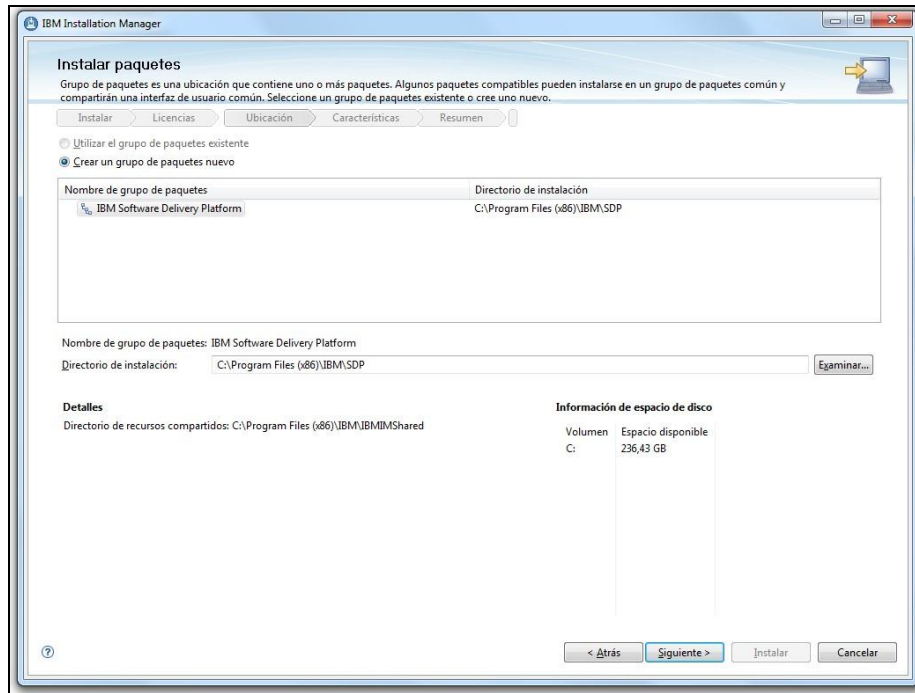 IBM Installation Manager
Instalar paquetes
Grupo de paquetes es una ubicación que contiene uno o más paquetes. Algunos paquetes compatibles pueden instalarse en un grupo de paquetes común y
compartirán una interfaz de usuario común. Seleccione un grupo de paquetes existente o cree uno nuevo.
Instalar Licencias Ubicación Características Resumen
Utilizar el grupo de paquetes existente
Crear un grupo de paquetes nuevo
Nombre de grupo de paquetes Directorio de instalación
IBM Software Delivery Platform C:\Program Files (x86)\IBM\SDP
Nombre de grupo de paquetes: IBM Software Delivery Platform
Directorio de instalación: C:\Program Files (x86)\IBM\SDP Examinar...
Detalles Información de espacio de disco
Directorio de recursos compartidos: C:\Program Files (x86)\IBM\IBMIMShared
Volumen Espacio disponible
C: 236,43 GB
? < Atrás Siguiente > Instalar Cancelar